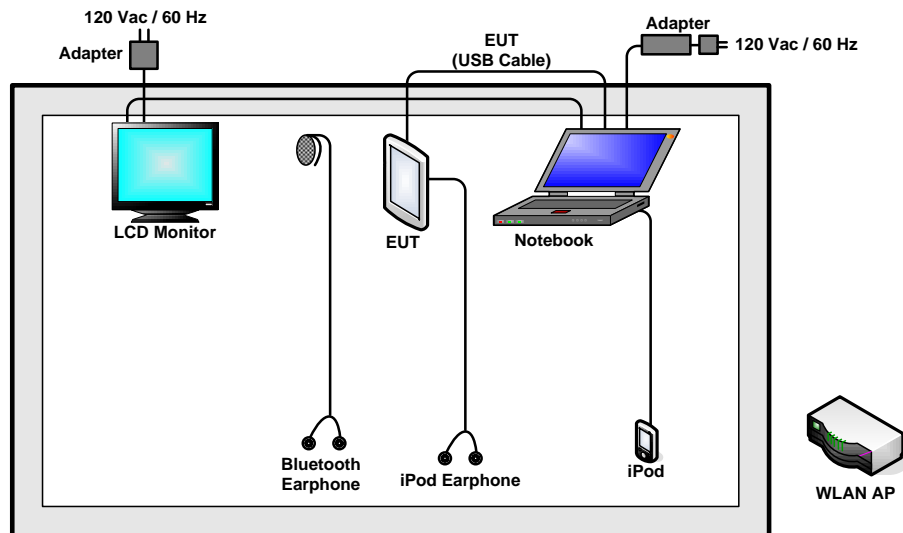 120 Vac / 60 Hz
Adapter
EUT
(USB Cable)
Adapter
120 Vac / 60 Hz
LCD Monitor
EUT
Notebook
Bluetooth
Earphone
iPod Earphone
iPod
WLAN AP